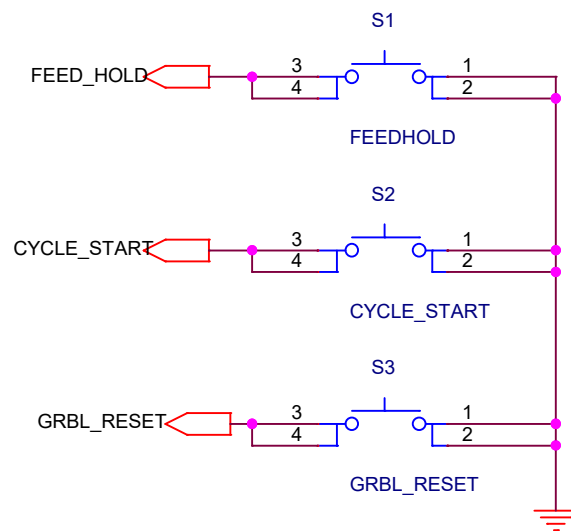 S1
FEED_HOLD 3 1
4 2
FEEDHOLD
S2
CYCLE_START 3 1
4 2
CYCLE_START
S3
GRBL_RESET 3 1
4 2
GRBL_RESET